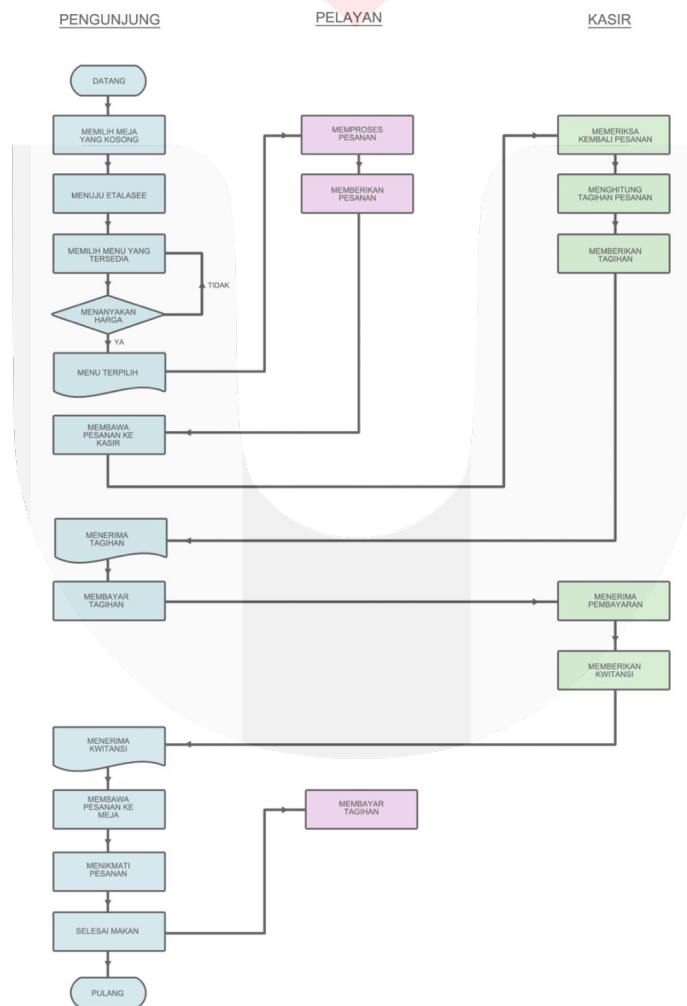 PENGUNJUNG
PELAYAN
KASIR
DATANG
MEMILIH MEJA
YANG KOSONG
MENUJU ETALASEE
MEMILIH MENU YANG
TERSEDIA
TIDAK
MENANYAKAN
HARGA
YA
MENU TERPILIH
MEMPROSES
PESANAN
MEMBERIKAN
PESANAN
MEMBAWA
PESANAN KE
KASIR
MEMERIKSA
KEMBALI PESANAN
MENGHITUNG
TAGIHAN PESANAN
MEMBERIKAN
TAGIHAN
MENERIMA
TAGIHAN
MEMBAYAR
TAGIHAN
MENERIMA
PEMBAYARAN
MEMBERIKAN
KWITANSI
MENERIMA
KWITANSI
MEMBAWA
PESANAN KE
MEJA
MENIKMATI
PESANAN
SELESAI MAKAN
MEMBAYAR
TAGIHAN
PULANG